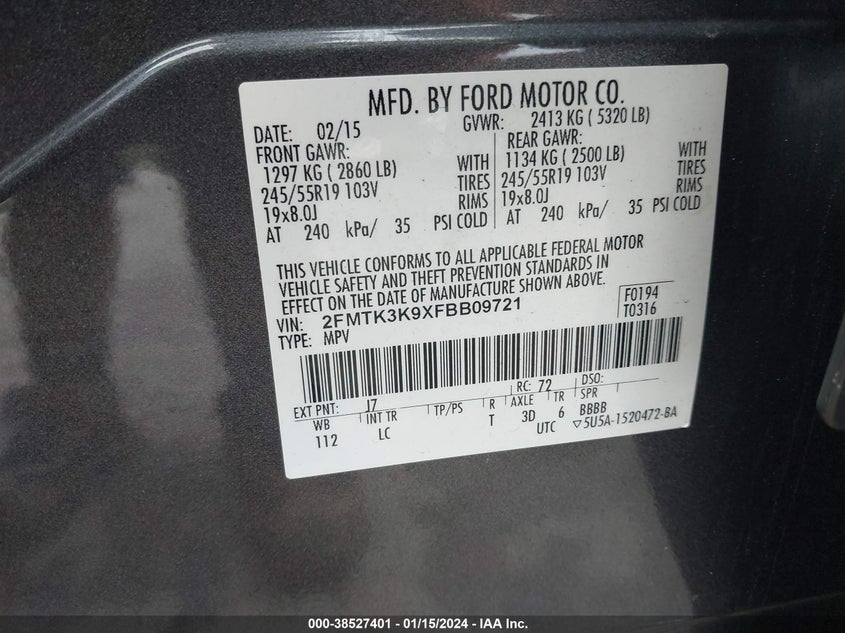 MFD. BY FORD MOTOR CO.
DATE: 02/15 GVWR: 2413 KG ( 5320 LB)
FRONT GAWR: REAR GAWR:
1297 KG ( 2860 LB) WITH 1134 KG ( 2500 LB) WITH
245/55R19 103V TIRES 245/55R19 103V TIRES
19x8.0J RIMS 19x8.0J RIMS
AT 240 kPa/ 35 PSI COLD AT 240 kPa/ 35 PSI COLD
THIS VEHICLE CONFORMS TO ALL APPLICABLE FEDERAL MOTOR
VEHICLE SAFETY AND THEFT PREVENTION STANDARDS IN
EFFECT ON THE DATE OF MANUFACTURE SHOWN ABOVE.
VIN: 2FMTK3K9XFBB09721 F0194
TYPE: MPV T0316
EXT PNT: J7 RC: 72 DSO:
WB INT TR TP/PS R AXLE TR SPR
112 LC T 3D 6 BBBB
UTC ▽5U5A-1520472-BA
000-38527401 - 01/15/2024 - IAA Inc.